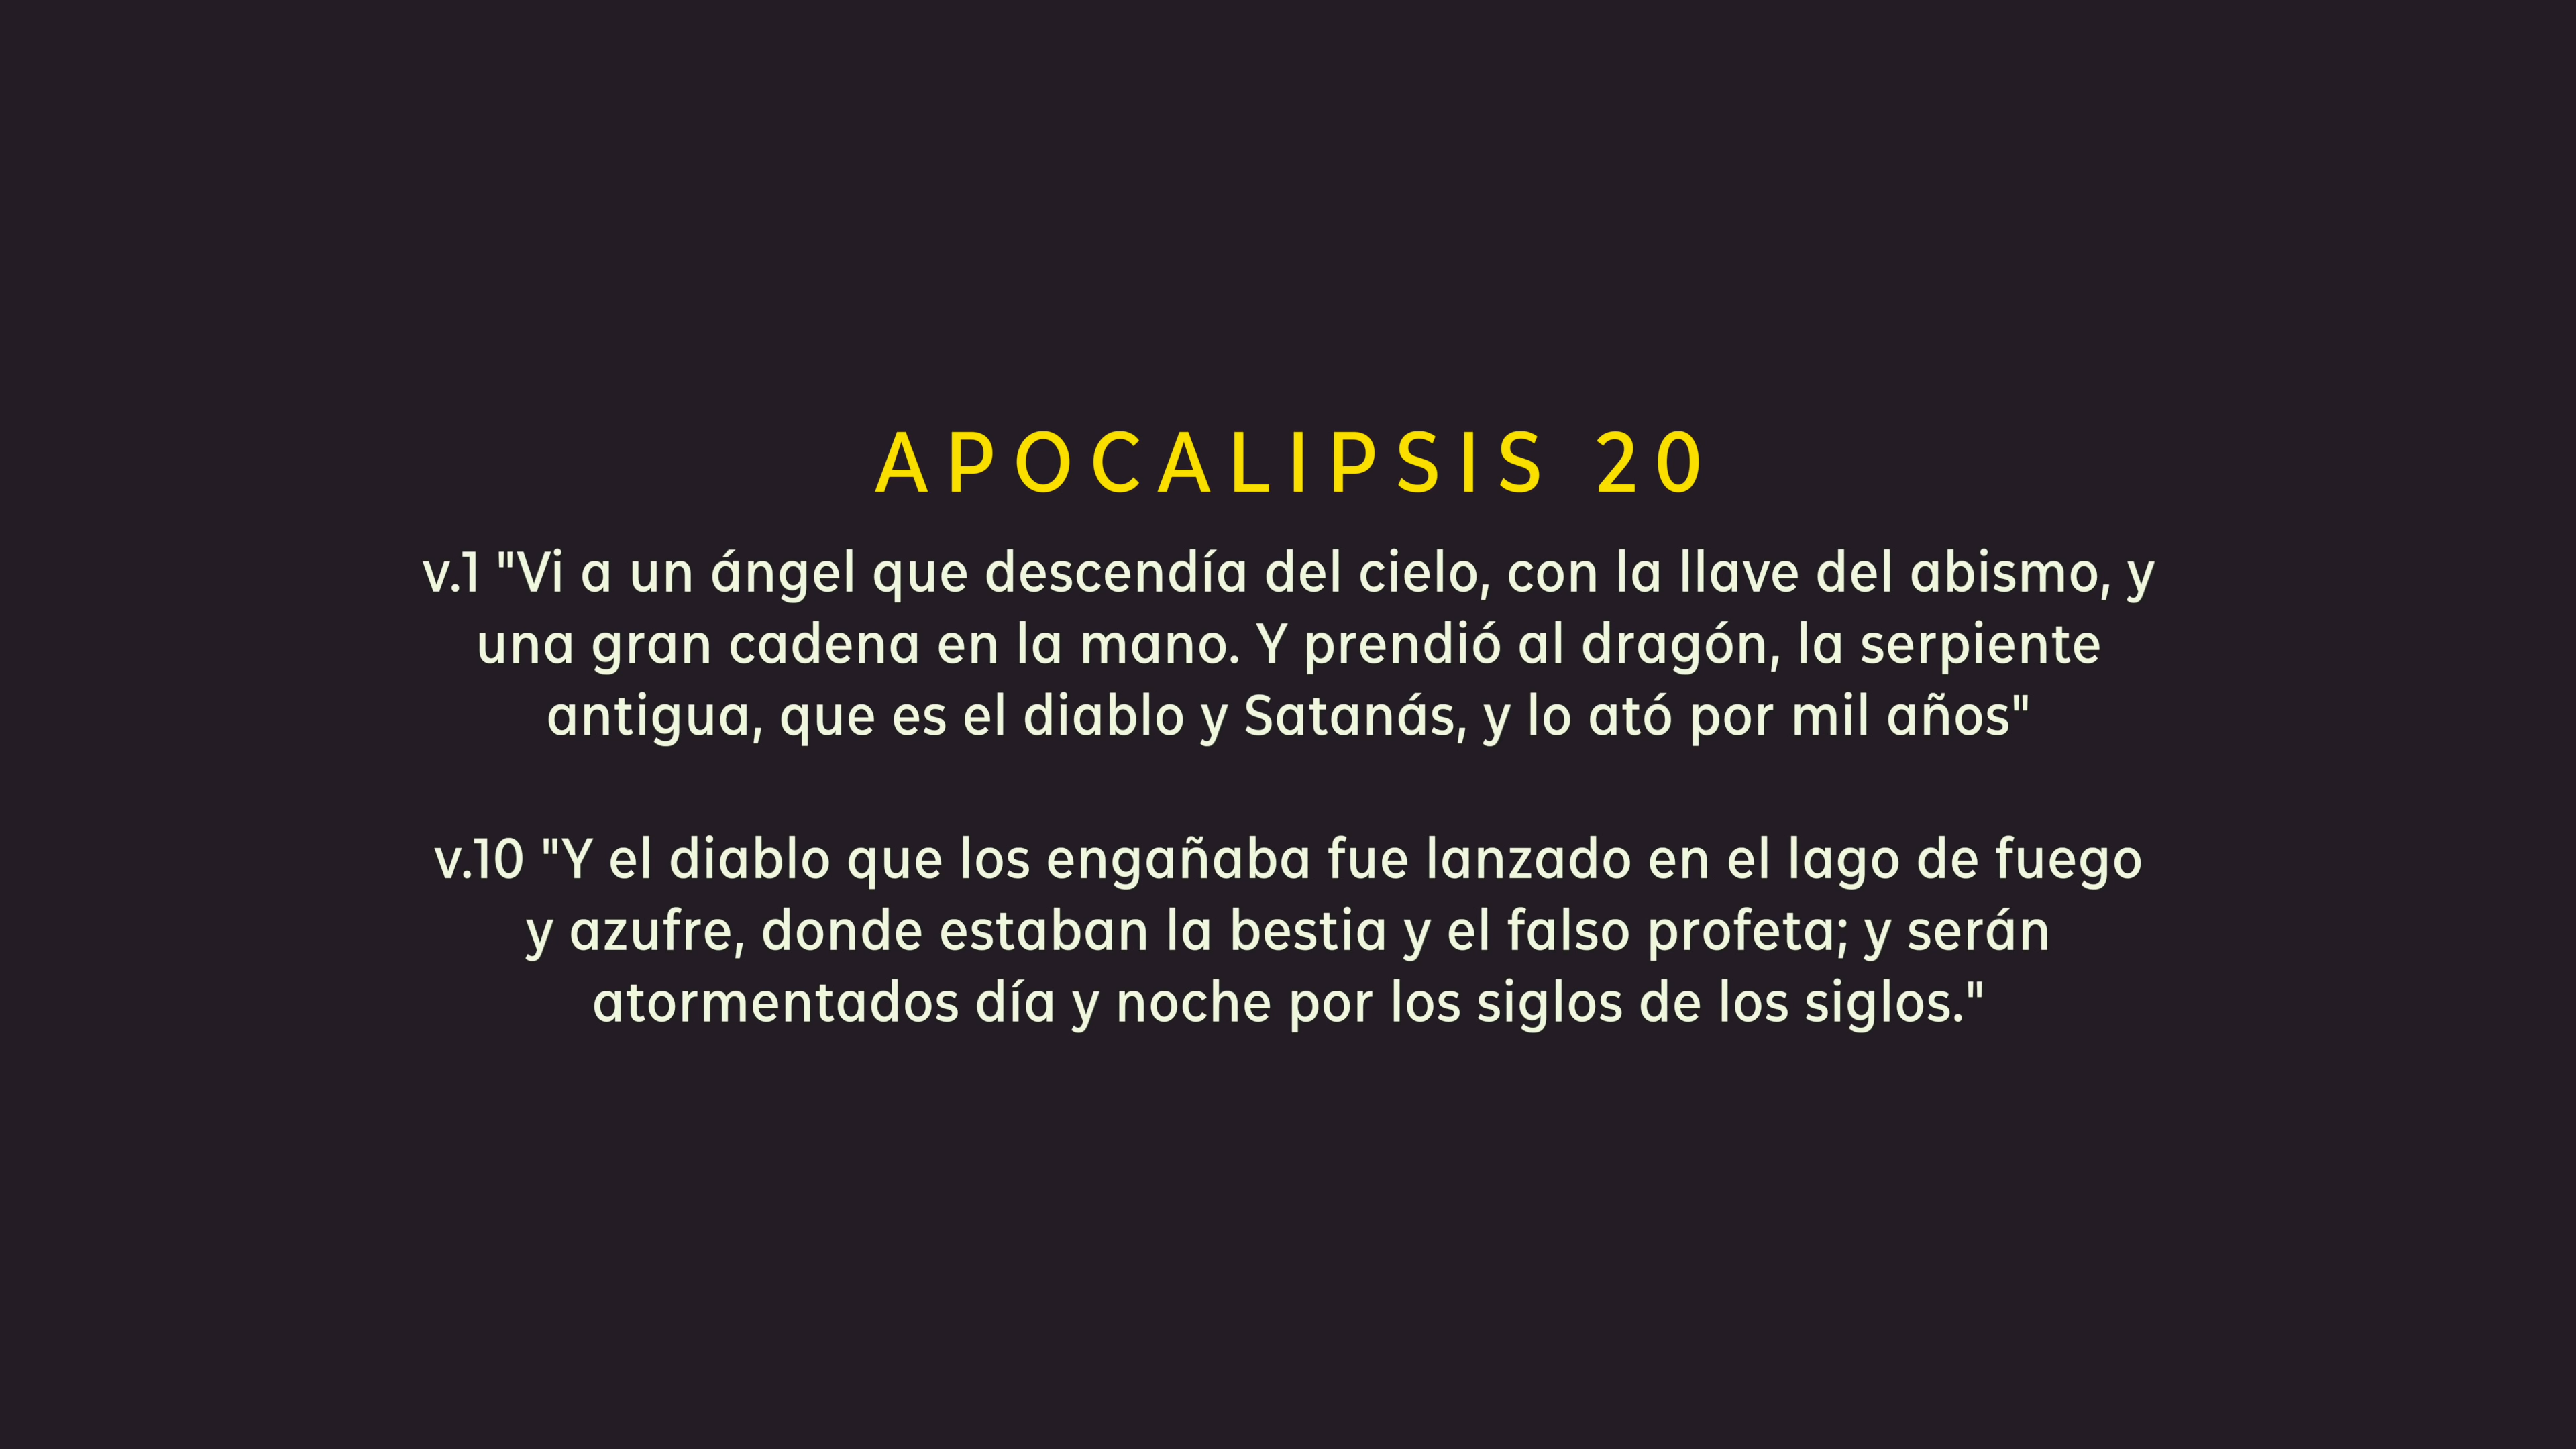 APOCALIPSIS 20
v.1 "Vi a un ángel que descendía del cielo, con la llave del abismo, y
una gran cadena en la mano. Y prendió al dragón, la serpiente
antigua, que es el diablo y Satanás, y lo ató por mil años"
v.10 "Y el diablo que los engañaba fue lanzado en el lago de fuego
y azufre, donde estaban la bestia y el falso profeta; y serán
atormentados día y noche por los siglos de los siglos."